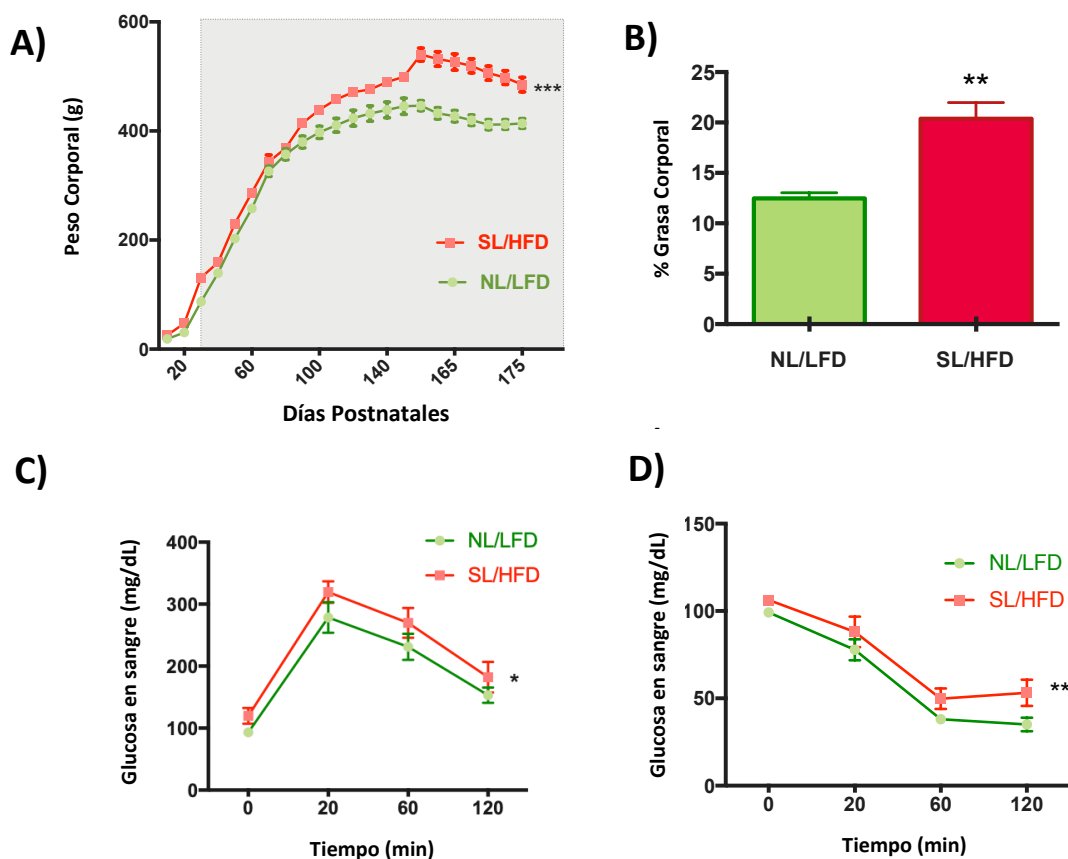 A)
Peso Corporal (g)
600
400
200
0
20
60
100
140
165
175
Días Postnatales
SL/HFD
NL/LFD
***
B)
% Grasa Corporal
25
20
15
10
5
0
**
NL/LFD
SL/HFD
C)
Glucosa en sangre (mg/dL)
400
300
200
100
0
0
20
60
120
Tiempo (min)
NL/LFD
SL/HFD
*
D)
Glucosa en sangre (mg/dL)
150
100
50
0
0
20
60
120
Tiempo (min)
NL/LFD
SL/HFD
**